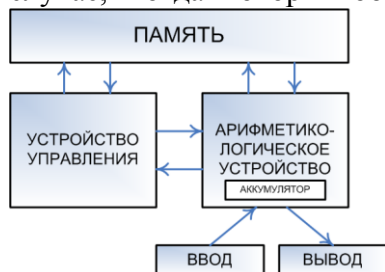 ПАМЯТЬ
УСТРОЙСТВО
УПРАВЛЕНИЯ
АРИФМЕТИКО-
ЛОГИЧЕСКОЕ
УСТРОЙСТВО
АККУМУЛЯТОР
ВВОД
ВЫВОД